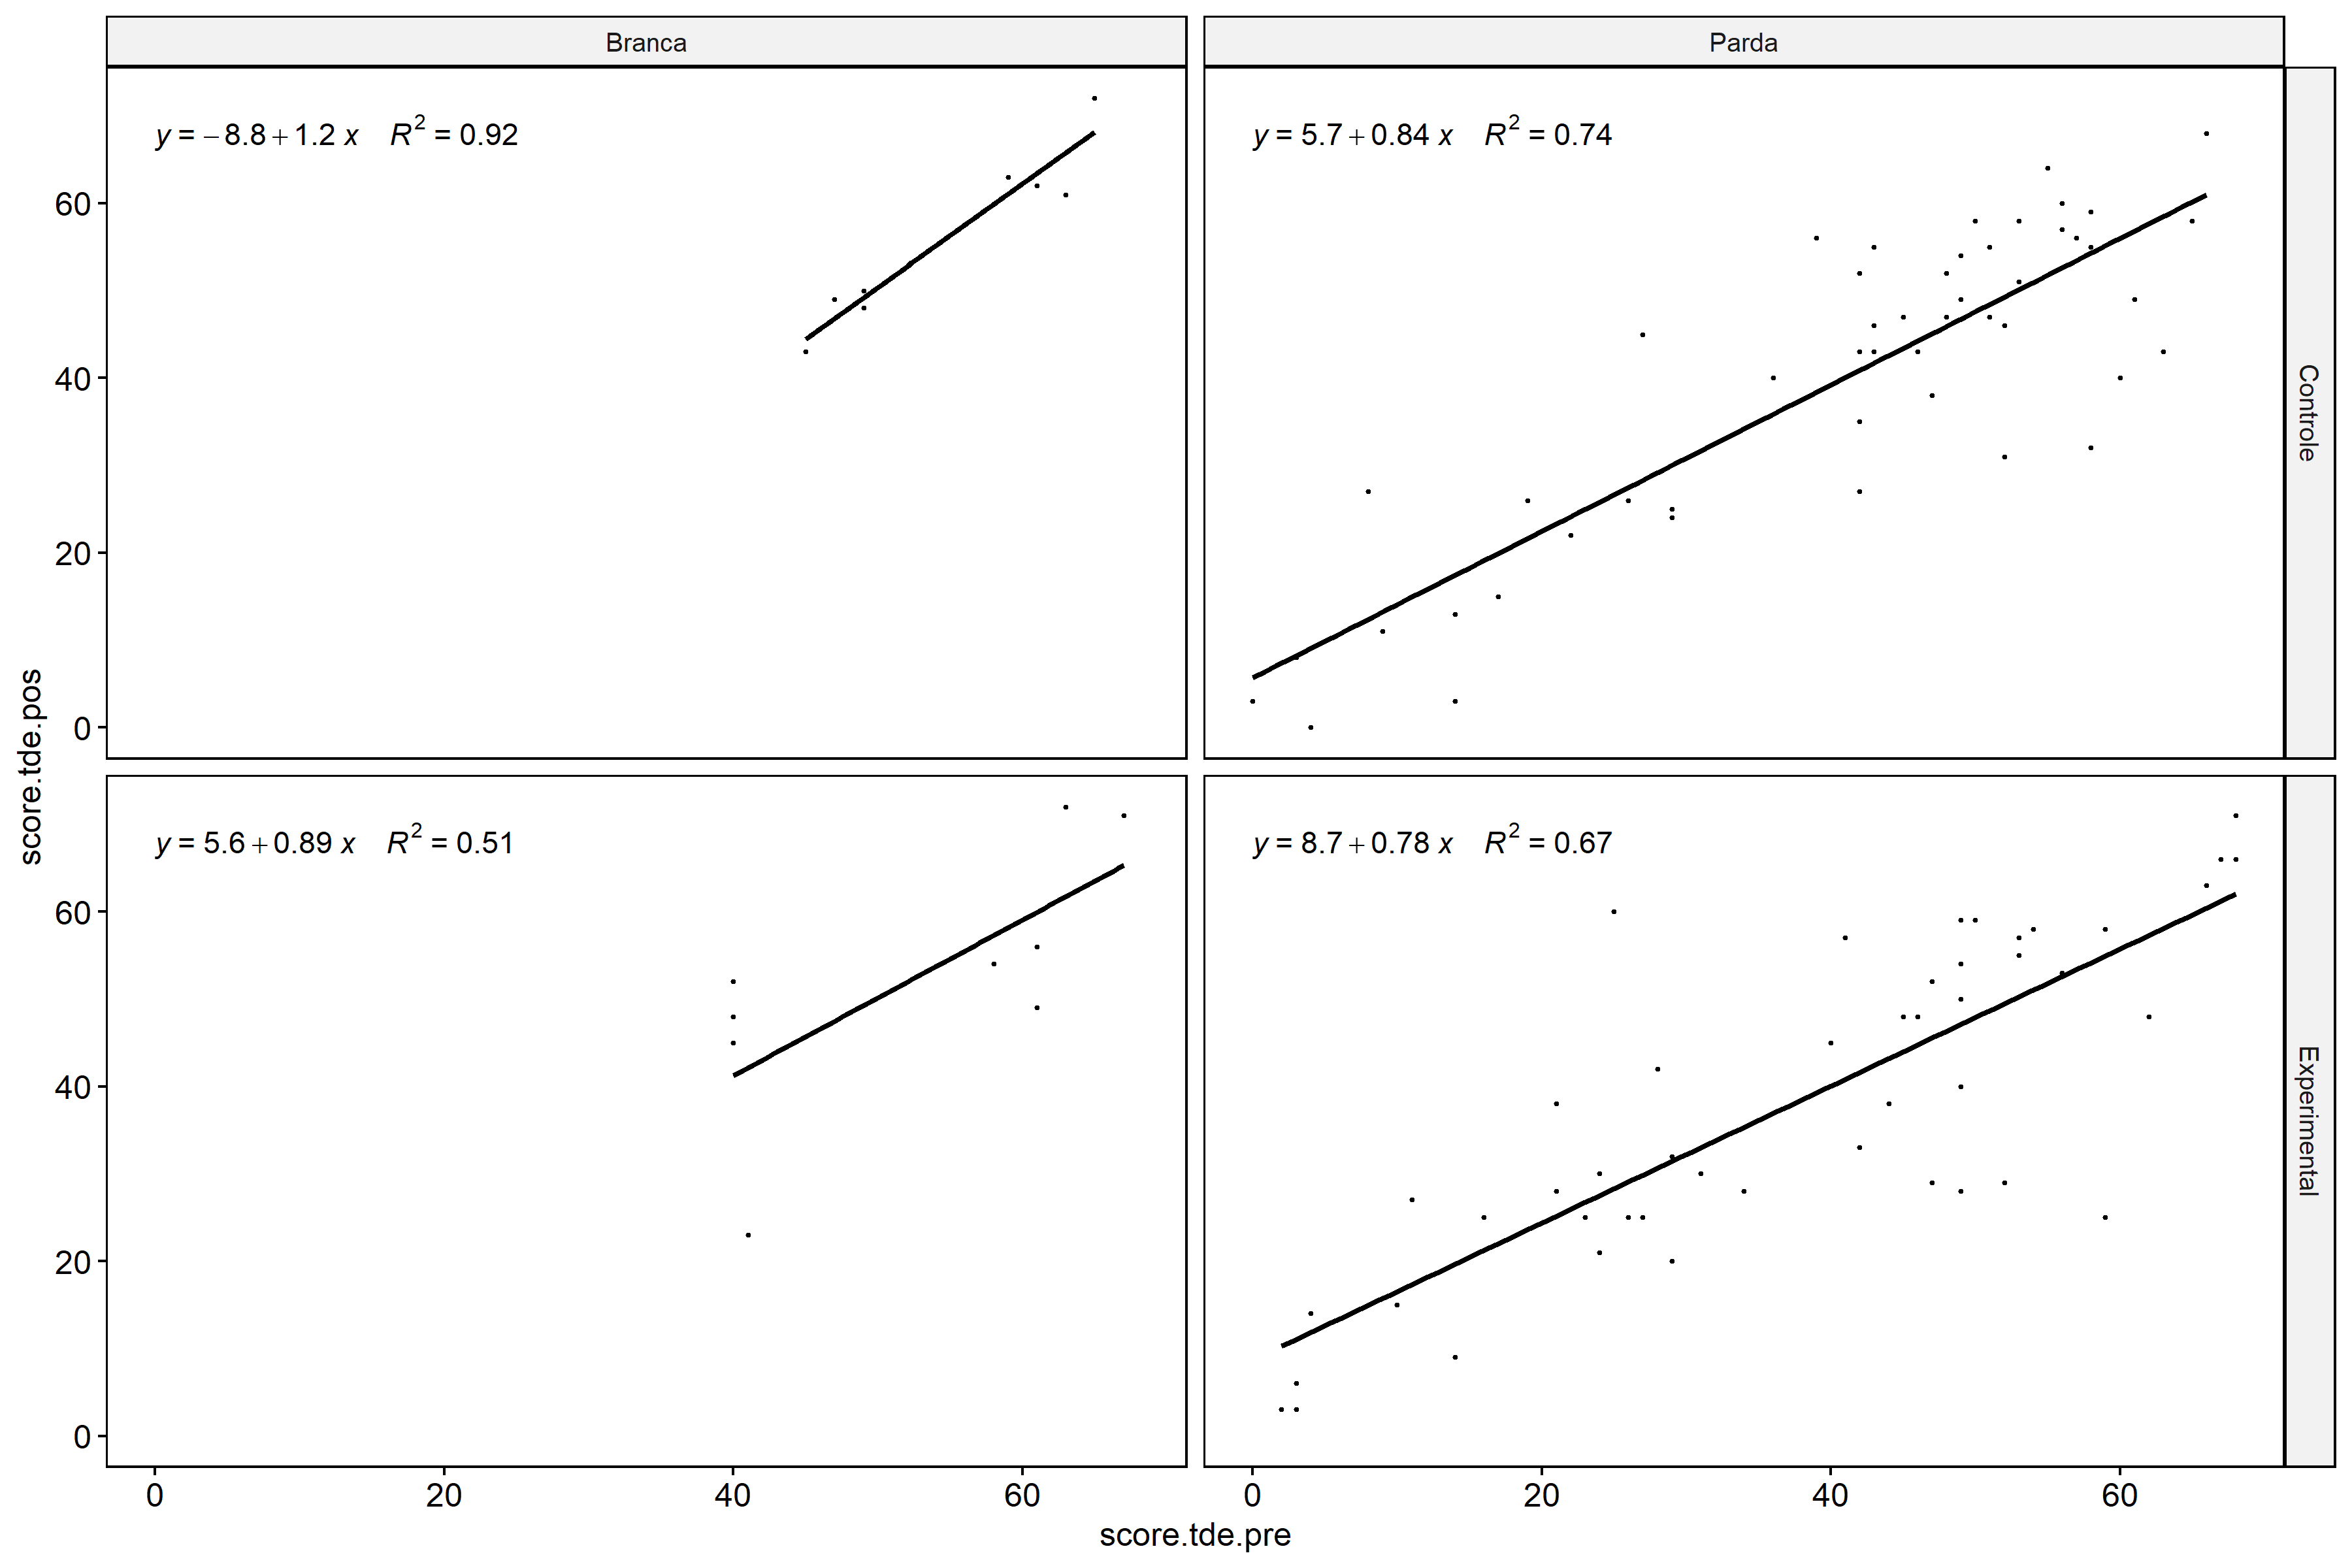 Branca
Parda
y = −8.8 + 1.2 x R² = 0.92
y = 5.7 + 0.84 x R² = 0.74
60
40
20
0
Controle
score.tde.pos
y = 5.6 + 0.89 x R² = 0.51
y = 8.7 + 0.78 x R² = 0.67
60
40
20
0
Experimental
0 20 40 60
0 20 40 60
score.tde.pre